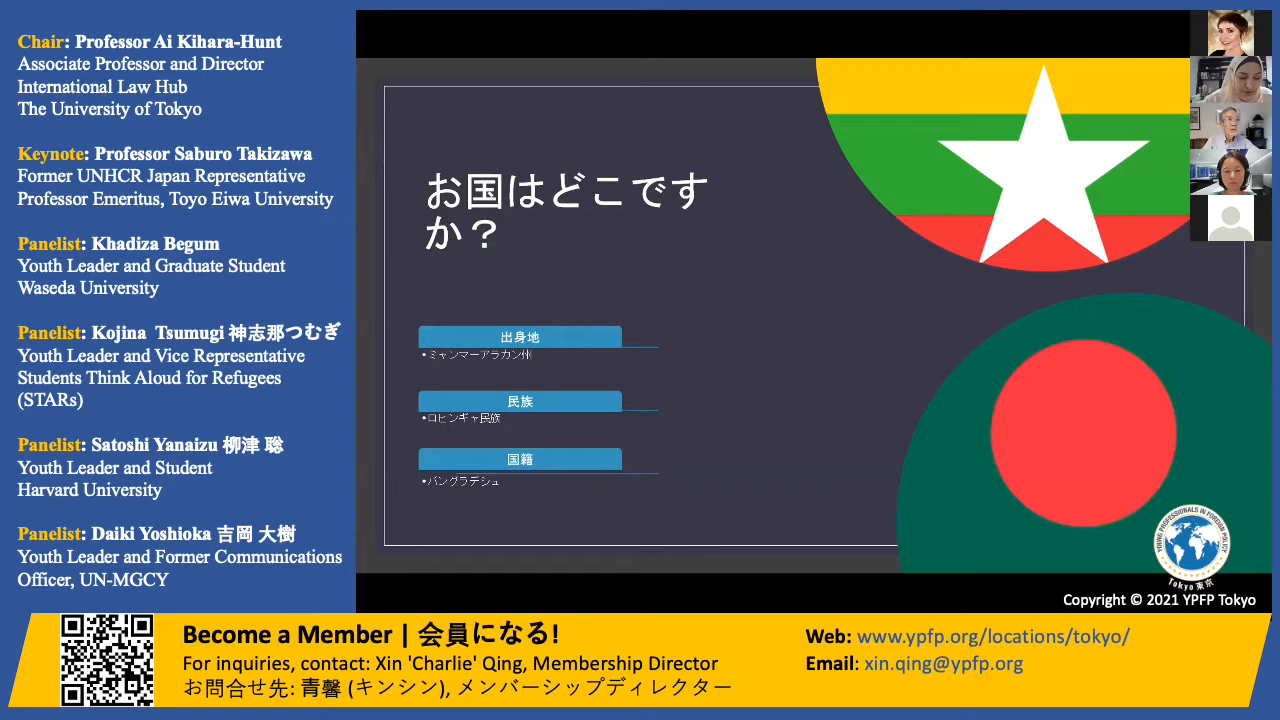 Chair: Professor Ai Kihara-Hunt
Associate Professor and Director
International Law Hub
The University of Tokyo
Keynote: Professor Saburo Takizawa
Former UNHCR Japan Representative
Professor Emeritus, Toyo Eiwa University
Panelist: Khadiza Begum
Youth Leader and Graduate Student
Waseda University
Panelist: Kojina Tsumugi 神志那つむぎ
Youth Leader and Vice Representative
Students Think Aloud for Refugees
(STARs)
Panelist: Satoshi Yanaizu 柳津 聡
Youth Leader and Student
Harvard University
Panelist: Daiki Yoshioka 吉岡 大樹
Youth Leader and Former Communications
Officer, UN-MGCY
お国はどこです
か？
出身地
•ミャンマーアラカン州
民族
•ロヒンギャ民族
国籍
•バングラデシュ
YOUNG PROFESSIONALS IN FOREIGN POLICY
Tokyo 東京
Copyright © 2021 YPFP Tokyo
Become a Member | 会員になる!
For inquiries, contact: Xin 'Charlie' Qing, Membership Director
お問合せ先: 青馨 (キンシン), メンバーシップディレクター
Web: www.ypfp.org/locations/tokyo/
Email: xin.qing@ypfp.org